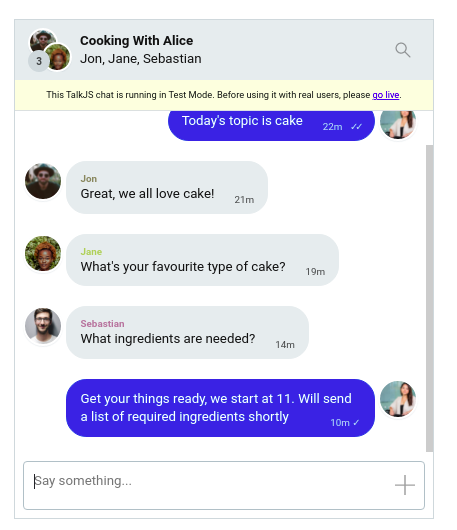 3
Cooking With Alice
Jon, Jane, Sebastian
This TalkJS chat is running in Test Mode. Before using it with real users, please go live.
Today's topic is cake
22m
Jon
Great, we all love cake!
21m
Jane
What's your favourite type of cake?
19m
Sebastian
What ingredients are needed?
14m
Get your things ready, we start at 11. Will send
a list of required ingredients shortly
10m
Say something...